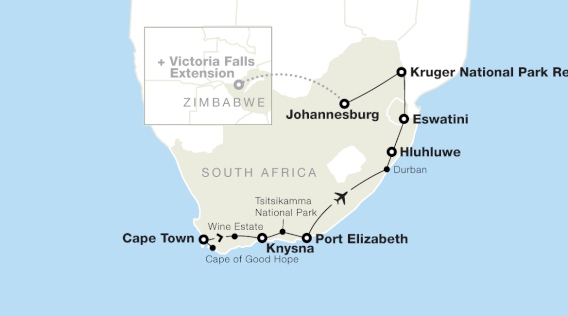 + Victoria Falls
Extension
ZIMBABWE
Kruger National Park Re
Johannesburg
Eswatini
Hluhluwe
Durban
SOUTH AFRICA
Tsitsikamma
National Park
Wine Estate
Cape Town
Port Elizabeth
Knysna
Cape of Good Hope